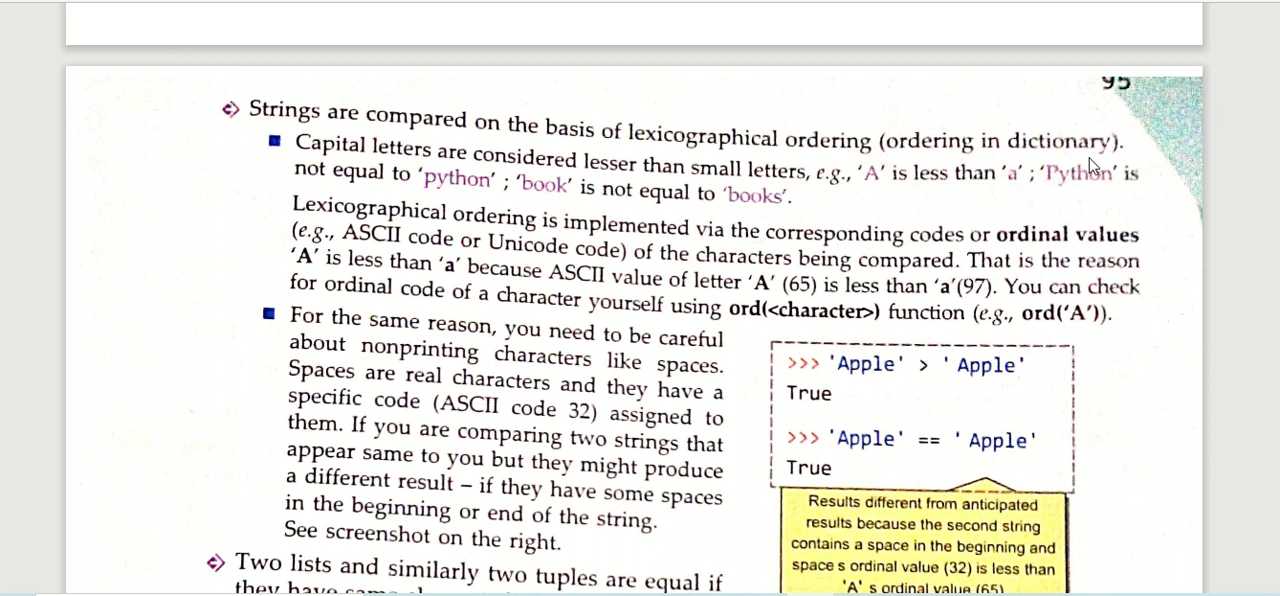 95
Strings are compared on the basis of lexicographical ordering (ordering in dictionary).
Capital letters are considered lesser than small letters, e.g., 'A' is less than 'a' ; 'Python' is
not equal to 'python' ; 'book' is not equal to 'books'.
Lexicographical ordering is implemented via the corresponding codes or ordinal values
(e.g., ASCII code or Unicode code) of the characters being compared. That is the reason
'A' is less than 'a' because ASCII value of letter 'A' (65) is less than 'a'(97). You can check
for ordinal code of a character yourself using ord(<character>) function (e.g., ord('A')).
For the same reason, you need to be careful
about nonprinting characters like spaces.
Spaces are real characters and they have a
specific code (ASCII code 32) assigned to
them. If you are comparing two strings that
appear same to you but they might produce
a different result – if they have some spaces
in the beginning or end of the string.
See screenshot on the right.
>>> 'Apple' > ' Apple'
True
>>> 'Apple' == ' Apple'
True
Results different from anticipated
results because the second string
contains a space in the beginning and
space s ordinal value (32) is less than
'A' s ordinal value (65)
Two lists and similarly two tuples are equal if
they have same